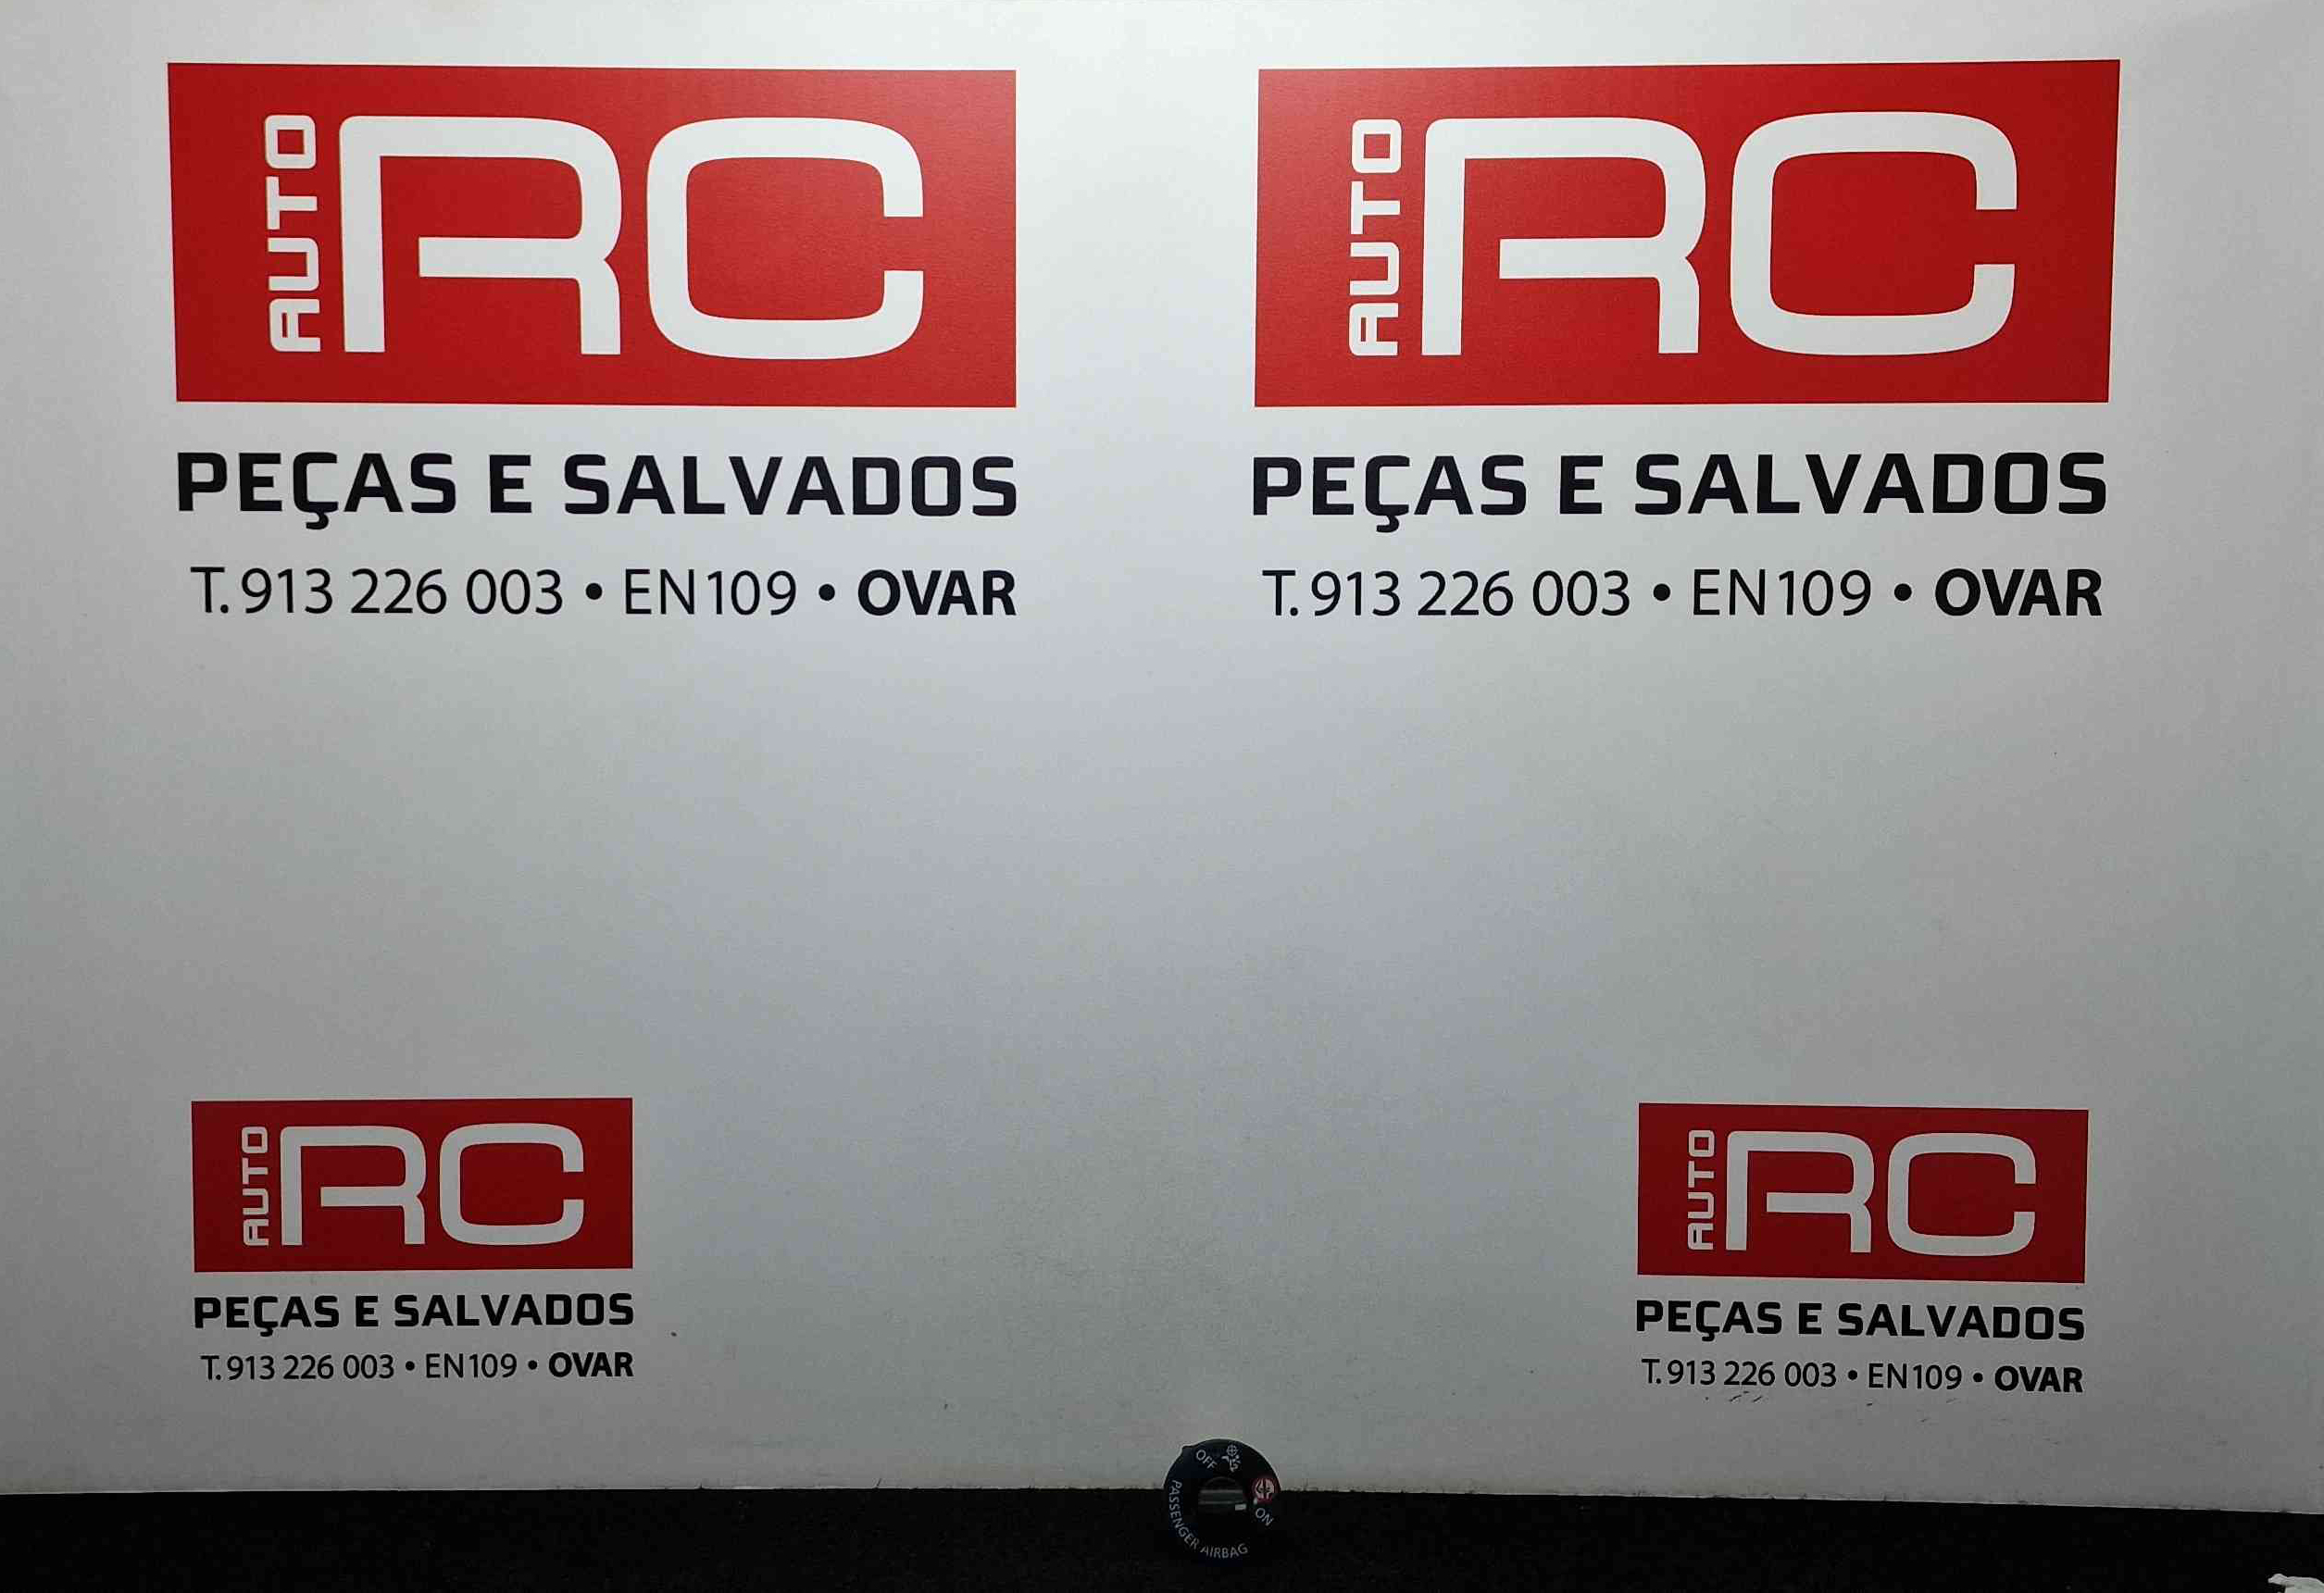 AUTO RC
PEÇAS E SALVADOS
T. 913 226 003 • EN109 • OVAR
AUTO RC
PEÇAS E SALVADOS
T. 913 226 003 • EN109 • OVAR
AUTO RC
PEÇAS E SALVADOS
T. 913 226 003 • EN109 • OVAR
AUTO RC
PEÇAS E SALVADOS
T. 913 226 003 • EN109 • OVAR
OFF
ON
PASSENGER AIRBAG